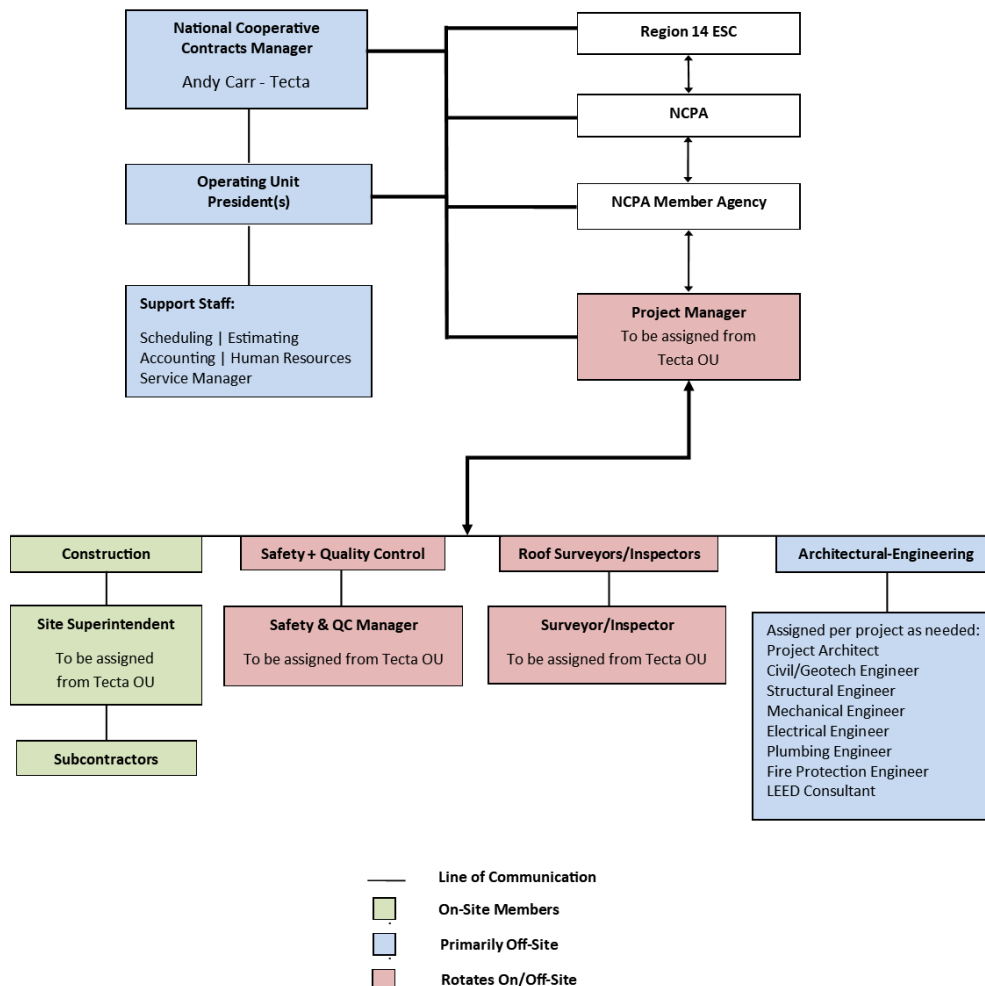 National Cooperative
Contracts Manager
Andy Carr - Tecta
Region 14 ESC
NCPA
Operating Unit
President(s)
NCPA Member Agency
Support Staff:
Scheduling | Estimating
Accounting | Human Resources
Service Manager
Project Manager
To be assigned from
Tecta OU
Construction
Safety + Quality Control
Roof Surveyors/Inspectors
Architectural-Engineering
Site Superintendent
To be assigned
from Tecta OU
Safety & QC Manager
To be assigned from Tecta OU
Surveyor/Inspector
To be assigned from Tecta OU
Assigned per project as needed:
Project Architect
Civil/Geotech Engineer
Structural Engineer
Mechanical Engineer
Electrical Engineer
Plumbing Engineer
Fire Protection Engineer
LEED Consultant
Subcontractors
Line of Communication
On-Site Members
Primarily Off-Site
Rotates On/Off-Site